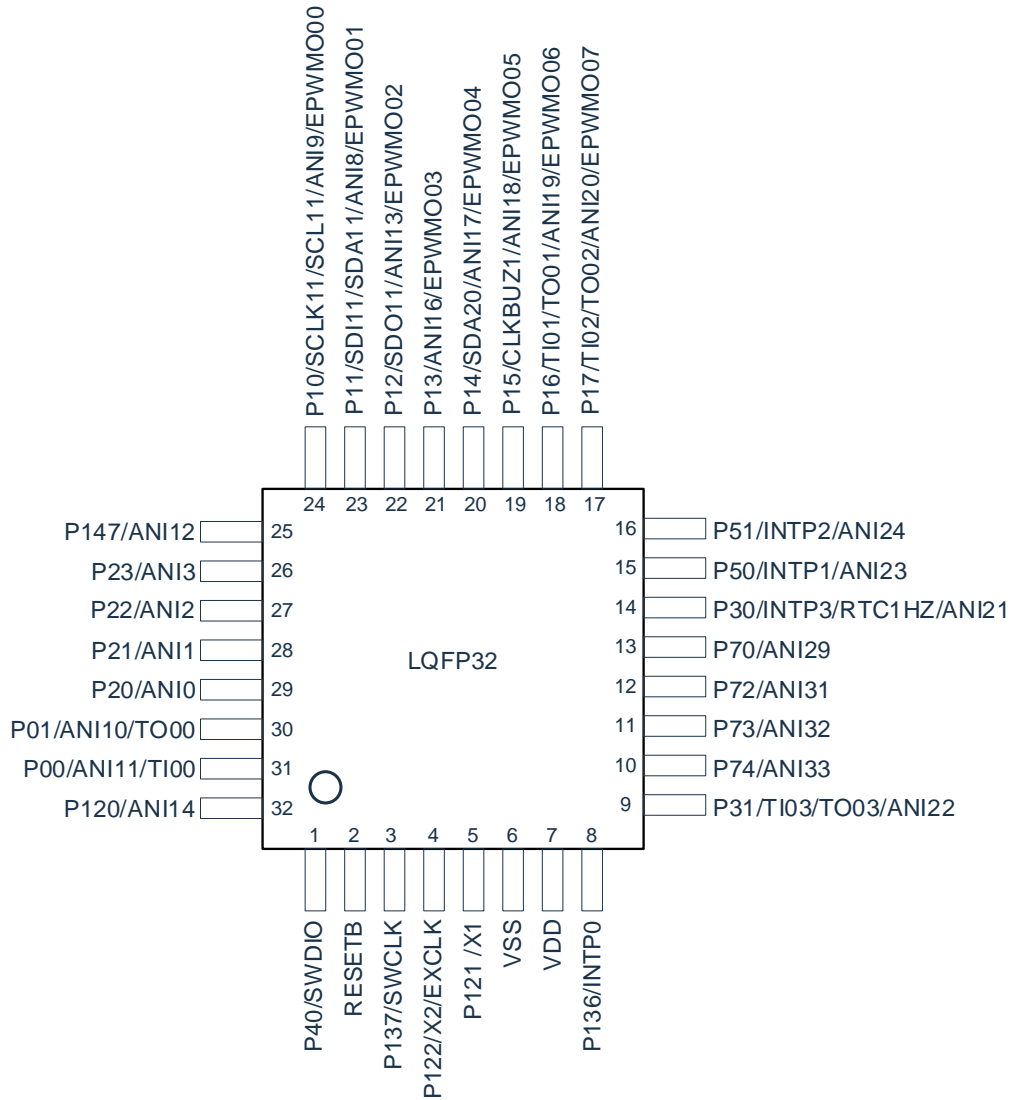 P10/SCLK11/SCL11/ANI9/EPWMO00
P11/SDI11/SDA11/ANI8/EPWMO01
P12/SDO11/ANI13/EPWMO02
P13/ANI16/EPWMO03
P14/SDA20/ANI17/EPWMO04
P15/CLKBUZ1/ANI18/EPWMO05
P16/TI01/TO01/ANI19/EPWMO06
P17/TI02/TO02/ANI20/EPWMO07
24 23 22 21 20 19 18 17
P147/ANI12 25
P23/ANI3 26
P22/ANI2 27
P21/ANI1 28
P20/ANI0 29
P01/ANI10/TO00 30
P00/ANI11/TI00 31
P120/ANI14 32
LQFP32
16 P51/INTP2/ANI24
15 P50/INTP1/ANI23
14 P30/INTP3/RTC1HZ/ANI21
13 P70/ANI29
12 P72/ANI31
11 P73/ANI32
10 P74/ANI33
9 P31/TI03/TO03/ANI22
1 2 3 4 5 6 7 8
P40/SWDIO
RESETB
P137/SWCLK
P122/X2/EXCLK
P121 /X1
VSS
VDD
P136/INTP0